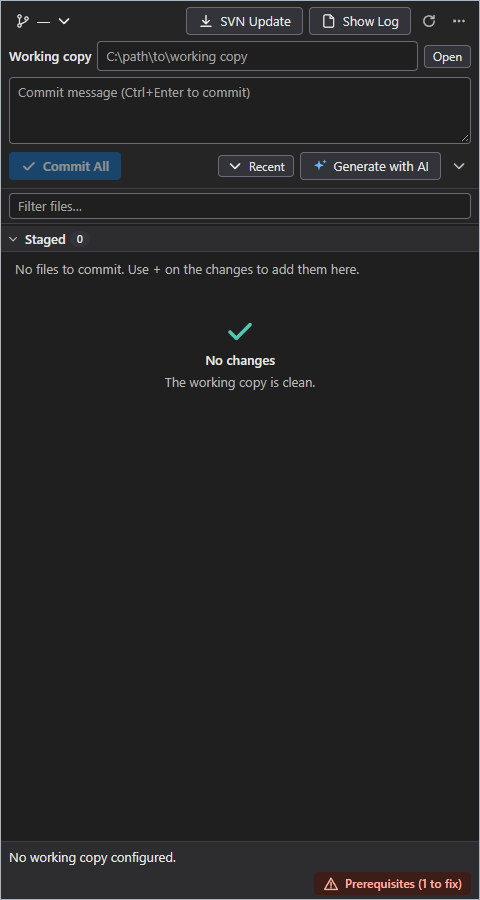 — SVN Update Show Log
Working copy C:\path\to\working copy Open
Commit message (Ctrl+Enter to commit)
Commit All Recent Generate with AI
Filter files...
Staged 0
No files to commit. Use + on the changes to add them here.
No changes
The working copy is clean.
No working copy configured.
Prerequisites (1 to fix)